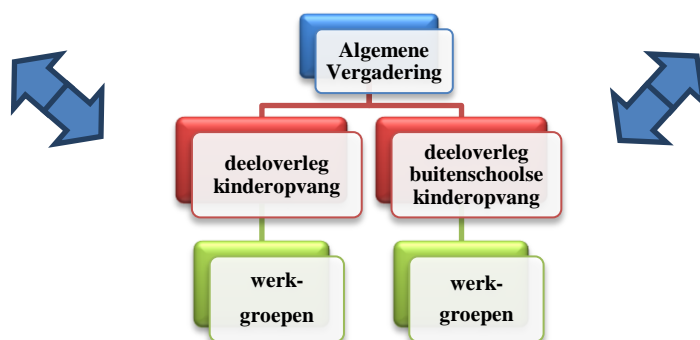 Algemene
Vergadering
deeloverleg
kinderopvang
deeloverleg
buitenschoolse
kinderopvang
werk-
groepen
werk-
groepen